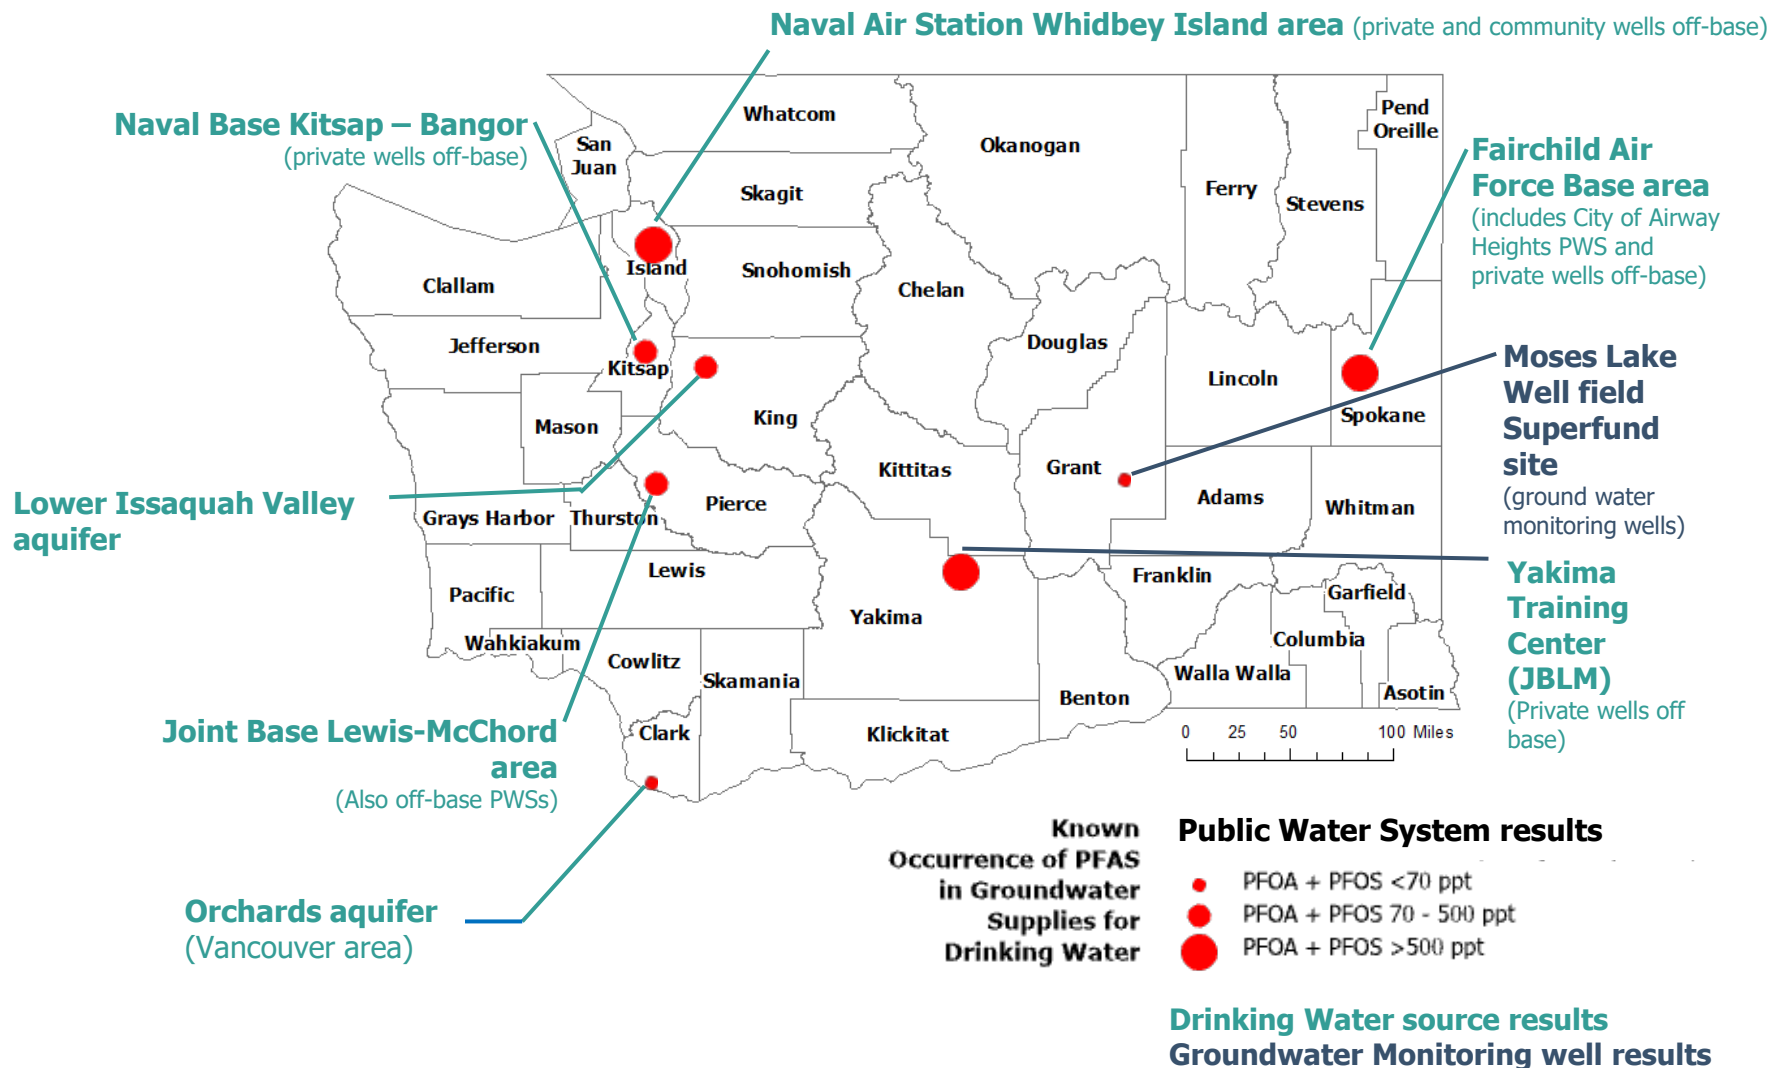 Naval Air Station Whidbey Island area (private and community wells off-base)
Naval Base Kitsap – Bangor
(private wells off-base)
Fairchild Air
Force Base area
(includes City of Airway
Heights PWS and
private wells off-base)
Moses Lake
Well field
Superfund
site
(ground water
monitoring wells)
Yakima
Training
Center
(JBLM)
(Private wells off
base)
Lower Issaquah Valley
aquifer
Joint Base Lewis-McChord
area
(Also off-base PWSs)
Orchards aquifer
(Vancouver area)
Whatcom
San
Juan
Skagit
Okanogan
Ferry
Stevens
Pend
Oreille
Island
Snohomish
Clallam
Chelan
Jefferson
Kitsap
Douglas
Lincoln
Spokane
Mason
King
Kittitas
Grant
Adams
Whitman
Grays Harbor
Thurston
Pierce
Lewis
Pacific
Yakima
Franklin
Garfield
Columbia
Wahkiakum
Cowlitz
Skamania
Walla Walla
Asotin
Benton
Clark
Klickitat
0 25 50 100 Miles
Known
Occurrence of PFAS
in Groundwater
Supplies for
Drinking Water
Public Water System results
PFOA + PFOS <70 ppt
PFOA + PFOS 70 - 500 ppt
PFOA + PFOS >500 ppt
Drinking Water source results
Groundwater Monitoring well results